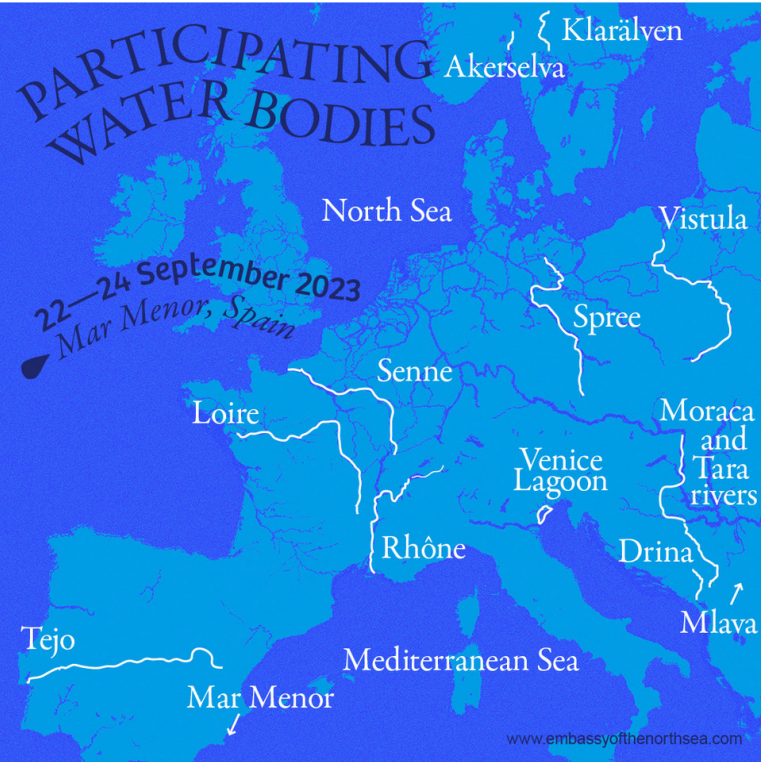 PARTICIPATING
WATER BODIES
Klarälven
Akerselva
North Sea
Vistula
22—24 September 2023
Mar Menor, Spain
Spree
Senne
Loire
Moraca
and
Tara
rivers
Venice
Lagoon
Rhône
Drina
Mlava
Tejo
Mediterranean Sea
Mar Menor
www.embassyofthenorthsea.com